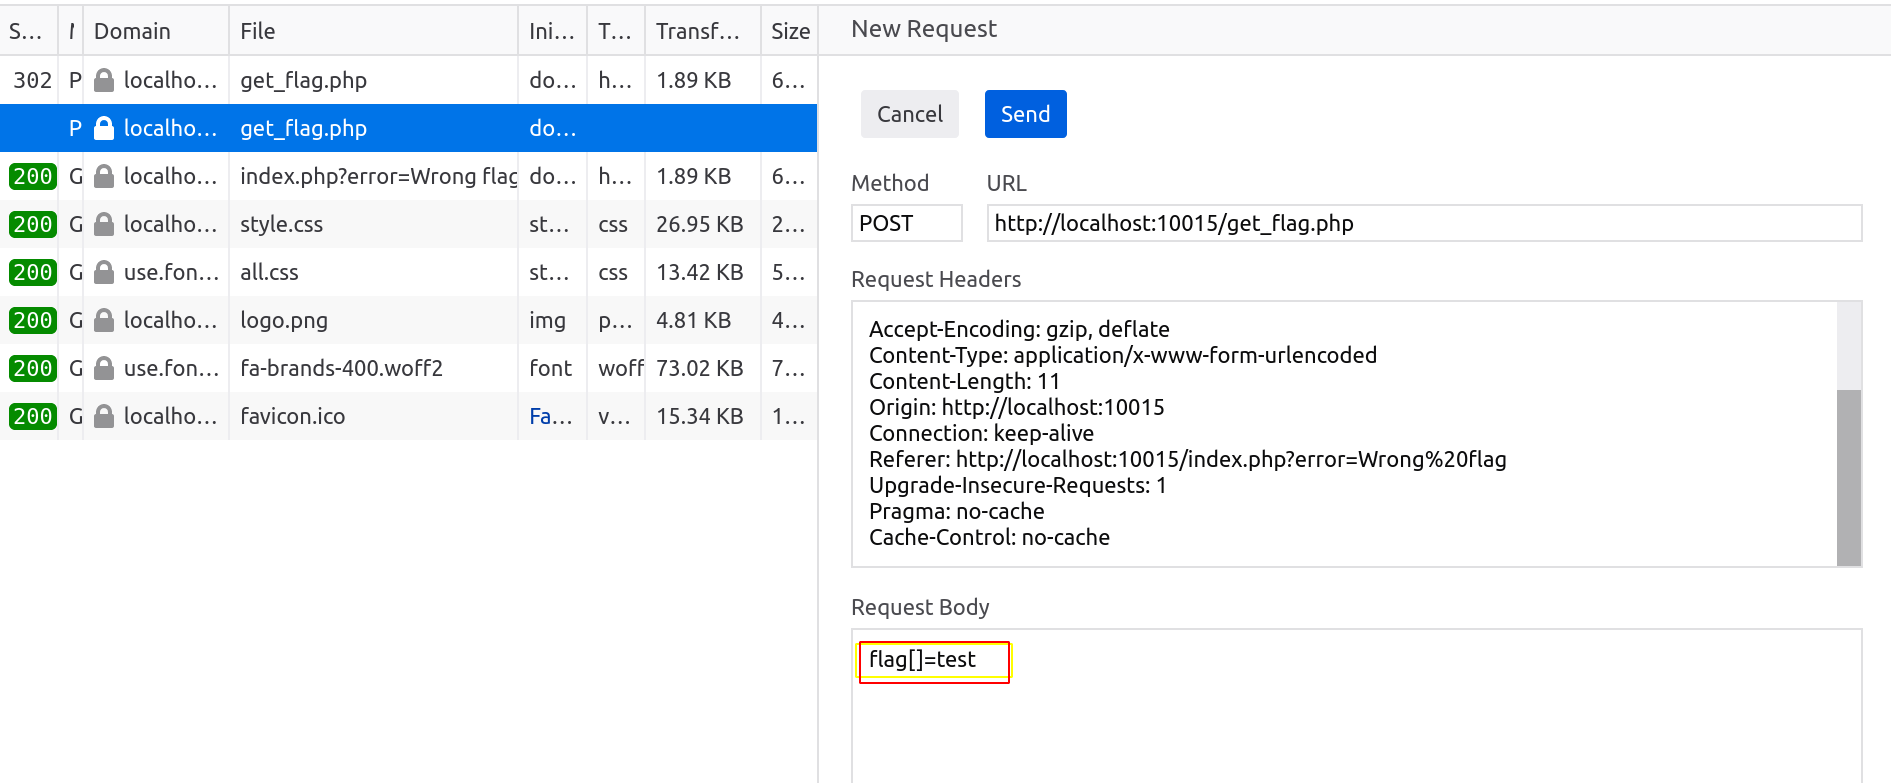 S... M Domain File Ini... T... Transf... Size
302 P localho... get_flag.php do... h... 1.89 KB 6...
P localho... get_flag.php do...
200 G localho... index.php?error=Wrong flag do... h... 1.89 KB 6...
200 G localho... style.css st... css 26.95 KB 2...
200 G use.fon... all.css st... css 13.42 KB 5...
200 G localho... logo.png img p... 4.81 KB 4...
200 G use.fon... fa-brands-400.woff2 font woff 73.02 KB 7...
200 G localho... favicon.ico Fa... v... 15.34 KB 1...
New Request
Cancel Send
Method URL
POST http://localhost:10015/get_flag.php
Request Headers
Accept-Encoding: gzip, deflate
Content-Type: application/x-www-form-urlencoded
Content-Length: 11
Origin: http://localhost:10015
Connection: keep-alive
Referer: http://localhost:10015/index.php?error=Wrong%20flag
Upgrade-Insecure-Requests: 1
Pragma: no-cache
Cache-Control: no-cache
Request Body
flag[]=test